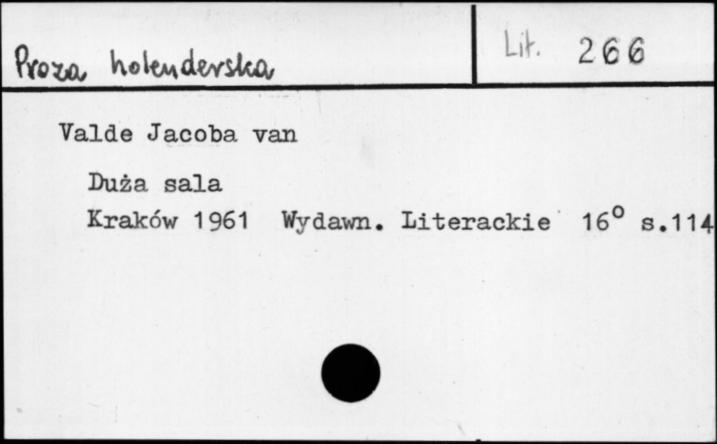 Proza holenderska
Lit. 266
Valde Jacoba van
Duża sala
Kraków 1961 Wydawn. Literackie 16° s.114